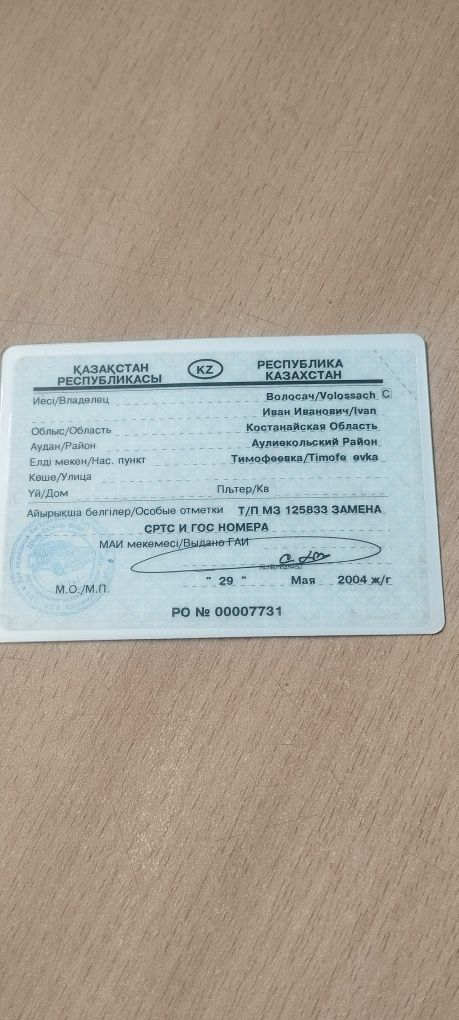 ҚАЗАҚСТАН РЕСПУБЛИКАСЫ
KZ
РЕСПУБЛИКА КАЗАХСТАН
Иесі/Владелец Волосач/Volossach С
Иван Иванович/Ivan
Облыс/Область Костанайская Область
Аудан/Район Аулиекольский Район
Елді мекен/Нас. пункт Тимофеевка/Timofe evka
Көше/Улица
Үй/Дом Пәтер/Кв
Айырықша белгілер/Особые отметки Т/П МЗ 125833 ЗАМЕНА
СРТС И ГОС НОМЕРА
МАИ мекемесі/Выдано ГАИ
М.О./М.П. " 29 " Мая 2004 ж/г
РО № 00007731